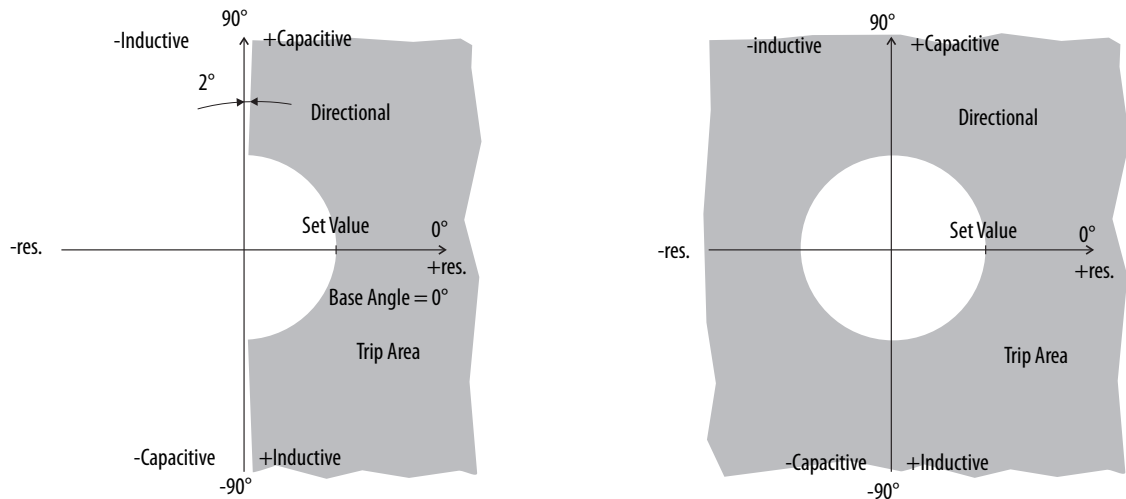 90°
-Inductive
+Capacitive
2°
Directional
Set Value
0°
-res.
+res.
Base Angle = 0°
Trip Area
-Capacitive
+Inductive
-90°
90°
-inductive
+Capacitive
Directional
Set Value
0°
-res.
+res.
Trip Area
-Capacitive
+Inductive
-90°